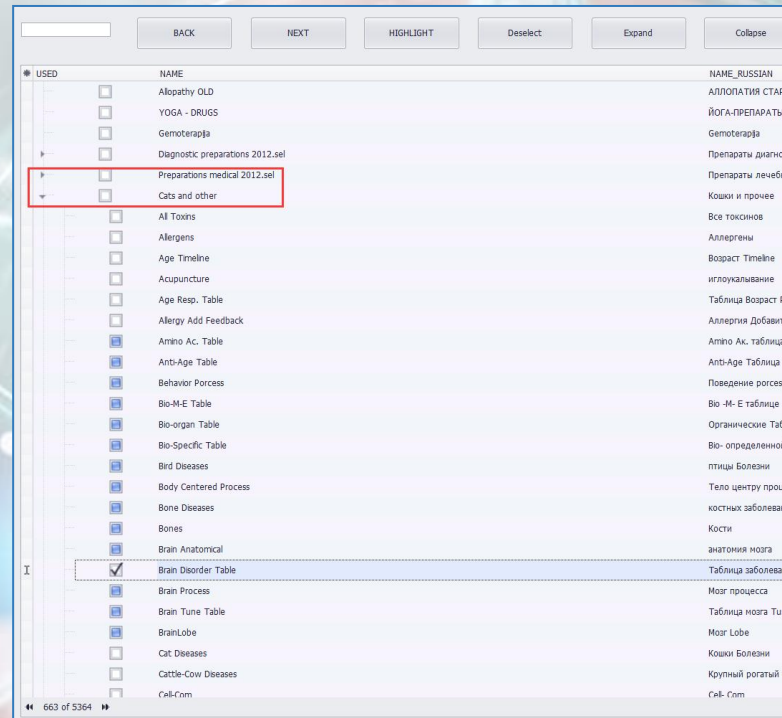 BACK NEXT HIGHLIGHT Deselect Expand Collapse
USED NAME NAME_RUSSIAN
Allopathy OLD АЛЛОПАТИЯ СТАР
YOGA - DRUGS ЙОГА-ПРЕПАРАТЫ
Gemoterapija Gemoterapija
Diagnostic preparations 2012.sel Препараты диагно
Preparations medical 2012.sel Препараты лечебн
Cats and other Кошки и прочее
All Toxins Все токсинов
Allergens Аллергены
Age Timeline Возраст Timeline
Acupuncture иглоукалывание
Age Resp. Table Таблица Возраст Р
Allergy Add Feedback Аллергия Добавит
Amino Ac. Table Amino Ак. таблица
Anti-Age Table Anti-Age Таблица
Behavior Porcess Поведение porces
Bio-M-E Table Bio -M- E таблице
Bio-organ Table Органические Таб
Bio-Specific Table Bio- определенной
Bird Diseases птицы Болезни
Body Centered Process Тело центру проц
Bone Diseases костных заболеван
Bones Кости
Brain Anatomical анатомия мозга
Brain Disorder Table Таблица заболева
Brain Process Мозг процесса
Brain Tune Table Таблица мозга Tu
BrainLobe Мозг Lobe
Cat Diseases Кошки Болезни
Cattle-Cow Diseases Крупный рогатый
Cell-Com Cell- Com
663 of 5364